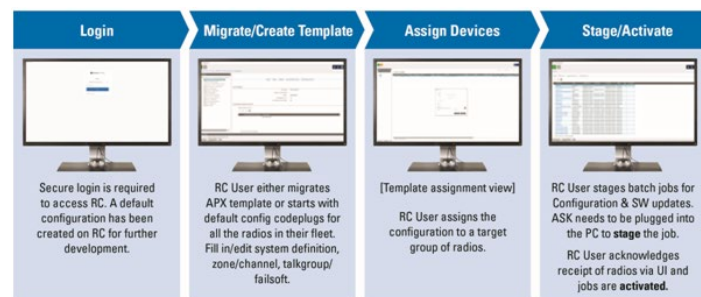 Login
Migrate/Create Template
Assign Devices
Stage/Activate
Secure login is required
to access RC. A default
configuration has been
created on RC for further
development.
RC User either migrates
APX template or starts with
default config codeplugs for
all the radios in their fleet.
Fill in/edit system definition,
zone/channel, talkgroup/
failsoft.
[Template assignment view]
RC User assigns the
configuration to a target
group of radios.
RC User stages batch jobs for
Configuration & SW updates.
ASK needs to be plugged into
the PC to stage the job.
RC User acknowledges
receipt of radios via UI and
jobs are activated.